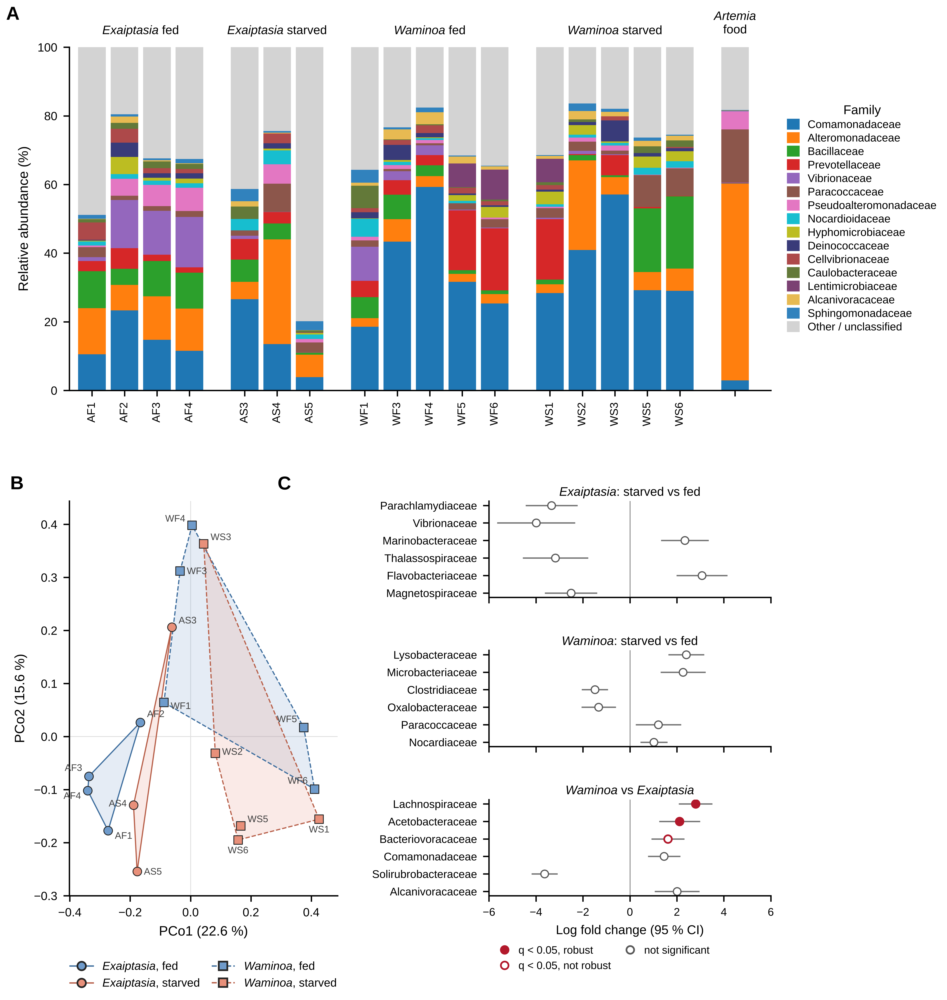 A
Exaiptasia fed
Exaiptasia starved
Waminoa fed
Waminoa starved
Artemia
food
Relative abundance (%)
100
80
60
40
20
0
AF1
AF2
AF3
AF4
AS3
AS4
AS5
WF1
WF3
WF4
WF5
WF6
WS1
WS2
WS3
WS5
WS6
Family
Comamonadaceae
Alteromonadaceae
Bacillaceae
Prevotellaceae
Vibrionaceae
Paracoccaceae
Pseudoalteromonadaceae
Nocardioidaceae
Hyphomicrobiaceae
Deinococcaceae
Cellvibrionaceae
Caulobacteraceae
Lentimicrobiaceae
Alcanivoracaceae
Sphingomonadaceae
Other / unclassified
B
PCo2 (15.6 %)
0.4
0.3
0.2
0.1
0.0
−0.1
−0.2
−0.3
WF4
WS3
WF3
AS3
WF1
AF2
WF5
WS2
AF3
WF6
AF4
AS4
WS5
WS1
AF1
WS6
AS5
−0.4
−0.2
0.0
0.2
0.4
PCo1 (22.6 %)
Exaiptasia, fed
Exaiptasia, starved
Waminoa, fed
Waminoa, starved
C
Exaiptasia: starved vs fed
Parachlamydiaceae
Vibrionaceae
Marinobacteraceae
Thalassospiraceae
Flavobacteriaceae
Magnetospiraceae
Waminoa: starved vs fed
Lysobacteraceae
Microbacteriaceae
Clostridiaceae
Oxalobacteraceae
Paracoccaceae
Nocardiaceae
Waminoa vs Exaiptasia
Lachnospiraceae
Acetobacteraceae
Bacteriovoracaceae
Comamonadaceae
Solirubrobacteraceae
Alcanivoracaceae
−6
−4
−2
0
2
4
6
Log fold change (95 % CI)
q < 0.05, robust
q < 0.05, not robust
not significant